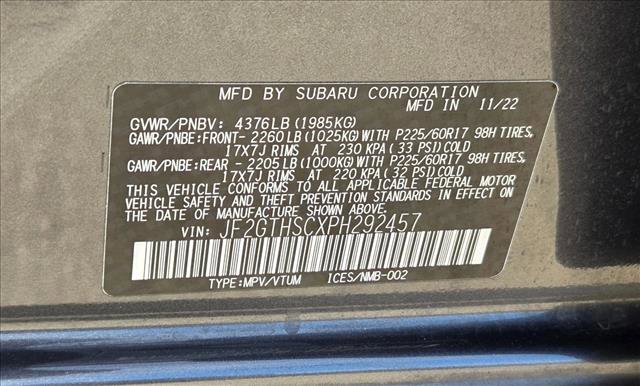 MFD BY SUBARU CORPORATION
MFD IN 11/22
GVWR/PNBV: 4376LB(1985KG)
GAWR/PNBE:FRONT- 2260LB(1025KG)WITH P225/60R17 98H TIRES,
17X7J RIMS AT 230 KPA(33 PSI)COLD
GAWR/PNBE:REAR - 2205LB(1000KG)WITH P225/60R17 98H TIRES,
17X7J RIMS AT 220 KPA(32 PSI)COLD
THIS VEHICLE CONFORMS TO ALL APPLICABLE FEDERAL MOTOR
VEHICLE SAFETY AND THEFT PREVENTION STANDARDS IN EFFECT ON
THE DATE OF MANUFACTURE SHOWN ABOVE.
VIN: JF2GTHSCXPH292457
TYPE:MPV/VTUM ICES/NMB-002